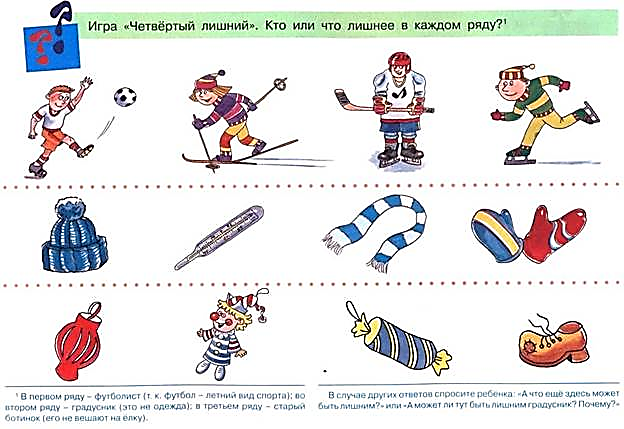 Игра «Четвёртый лишний». Кто или что лишнее в каждом ряду?¹
¹ В первом ряду – футболист (т. к. футбол – летний вид спорта); во
втором ряду – градусник (это не одежда); в третьем ряду – старый
ботинок (его не вешают на ёлку).
В случае других ответов спросите ребёнка: «А что ещё здесь может
быть лишним?» или «А может ли тут быть лишним градусник? Почему?»